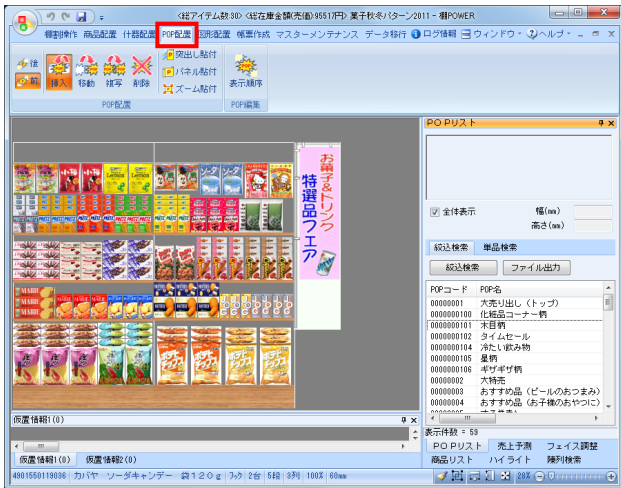 <総アイテム数:30> <総在庫金額(売価):95517円> 菓子秋冬パターン2011 - 棚POWER
棚割操作 商品配置 什器配置 POP配置 図形配置 帳票作成 マスターメンテナンス データ移行 ログ情報 ウィンドウ ヘルプ
後
前
挿入 移動 複写 削除
突出し貼付
パネル貼付
ズーム貼付
表示順序
POP配置 POP編集
お菓子&ドリンク
特選品フェア
POPリスト
全体表示 幅(mm)
高さ(mm)
絞込検索 単品検索
絞込検索 ファイル出力
POPコード POP名
00000001 大売り出し (トップ)
0000000100 化粧品コーナー柄
0000000101 木目柄
0000000102 タイムセール
0000000104 冷たい飲み物
0000000105 星柄
0000000106 ギザギザ柄
00000002 大特売
00000003 おすすめ品 (ビールのおつまみ)
00000004 おすすめ品 (お子様のおやつに)
表示件数 = 59
POPリスト 売上予測 フェイス調整
商品リスト ハイライト 陳列検索
仮置情報1(0)
仮置情報1(0) 仮置情報2(0)
4901550119036 カバヤ ソーダキャンデー 袋120g フック 2台 5段 3列 100% 60mm
28%